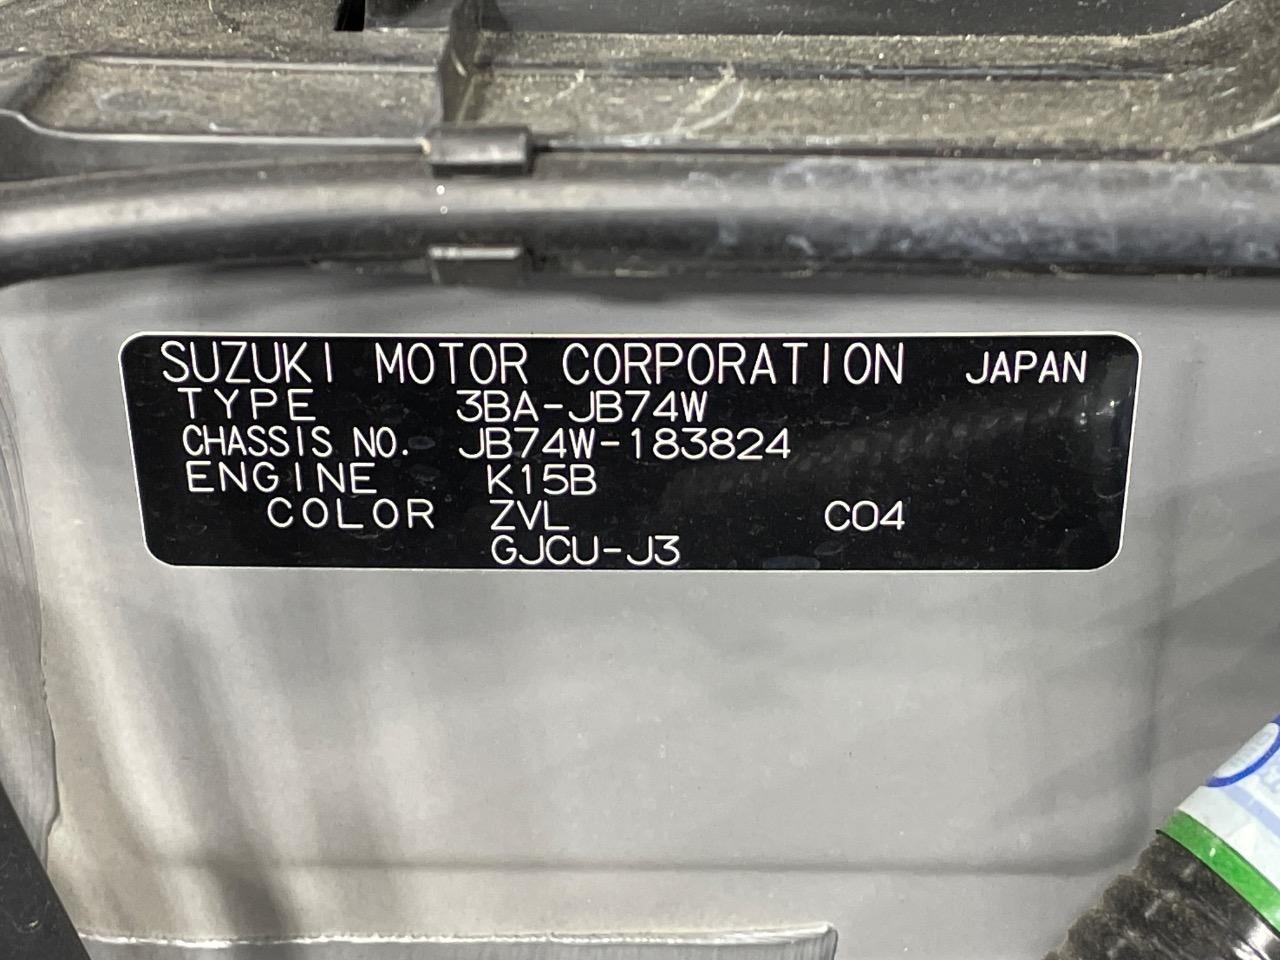 SUZUKI MOTOR CORPORATION JAPAN
TYPE 3BA-JB74W
CHASSIS NO. JB74W-183824
ENGINE K15B
COLOR ZVL C04
GJCU-J3